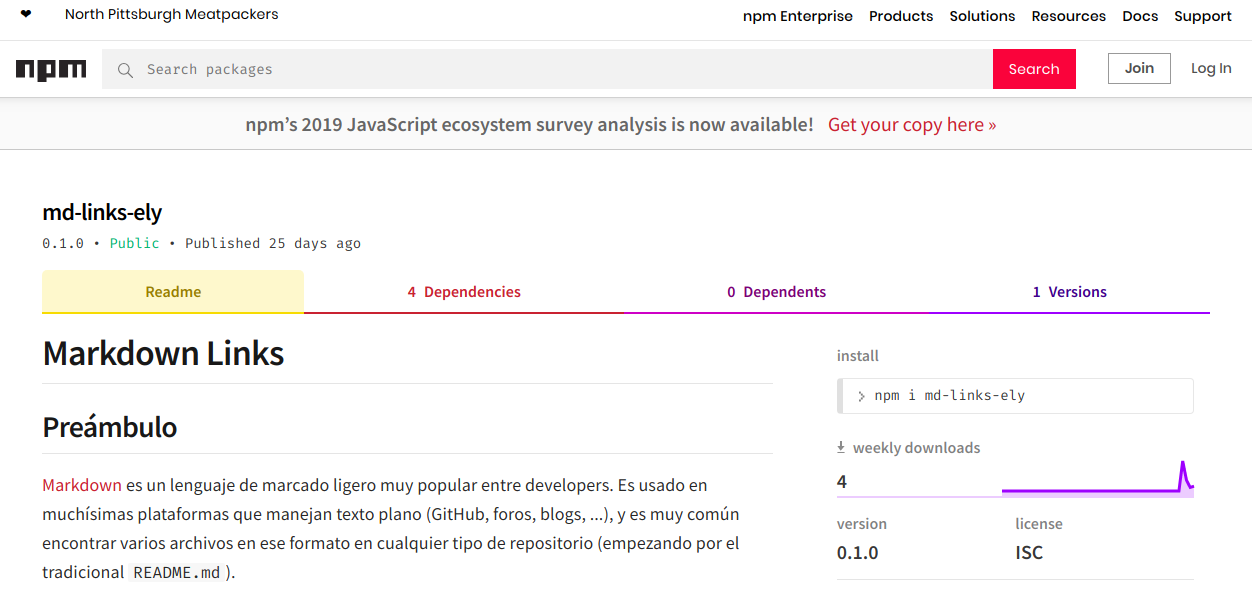 ❤ North Pittsburgh Meatpackers
npm Enterprise Products Solutions Resources Docs Support
npm Search packages Search Join Log In
npm’s 2019 JavaScript ecosystem survey analysis is now available! Get your copy here »
md-links-ely
0.1.0 • Public • Published 25 days ago
Readme 4 Dependencies 0 Dependents 1 Versions
Markdown Links
Preámbulo
Markdown es un lenguaje de marcado ligero muy popular entre developers. Es usado en
muchísimas plataformas que manejan texto plano (GitHub, foros, blogs, ...), y es muy común
encontrar varios archivos en ese formato en cualquier tipo de repositorio (empezando por el
tradicional README.md ).
install
npm i md-links-ely
weekly downloads
4
version license
0.1.0 ISC